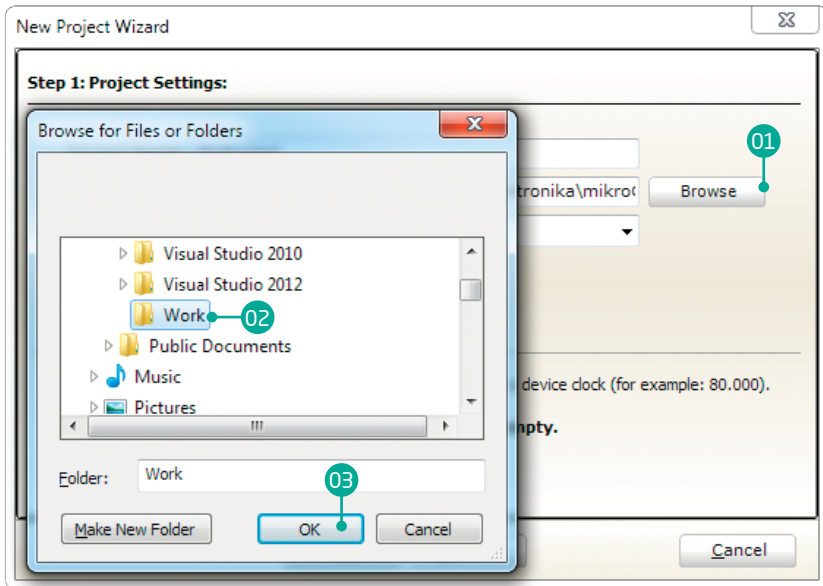 New Project Wizard
Step 1: Project Settings:
Browse for Files or Folders
01
tronika\mikro
Browse
Visual Studio 2010
Visual Studio 2012
Work
02
Public Documents
Music
device clock (for example: 80.000).
Pictures
mpty.
Folder:
Work
03
Make New Folder
OK
Cancel
Cancel